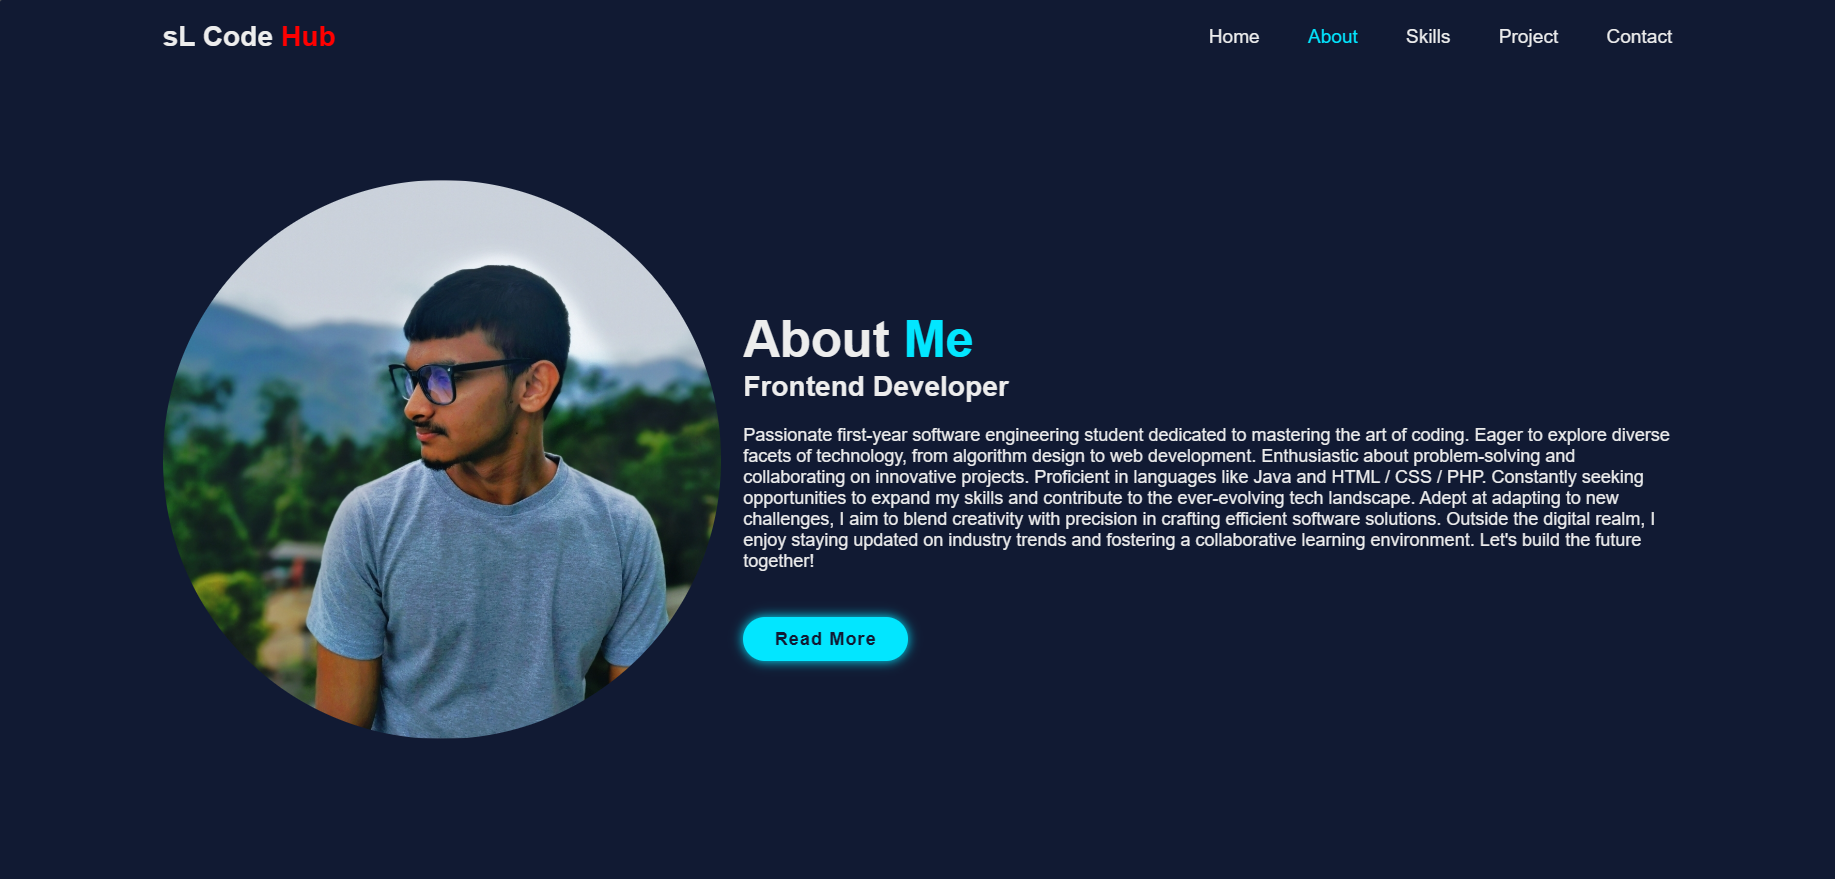 sL Code Hub
Home About Skills Project Contact
About Me
Frontend Developer
Passionate first-year software engineering student dedicated to mastering the art of coding. Eager to explore diverse
facets of technology, from algorithm design to web development. Enthusiastic about problem-solving and
collaborating on innovative projects. Proficient in languages like Java and HTML / CSS / PHP. Constantly seeking
opportunities to expand my skills and contribute to the ever-evolving tech landscape. Adept at adapting to new
challenges, I aim to blend creativity with precision in crafting efficient software solutions. Outside the digital realm, I
enjoy staying updated on industry trends and fostering a collaborative learning environment. Let's build the future
together!
Read More